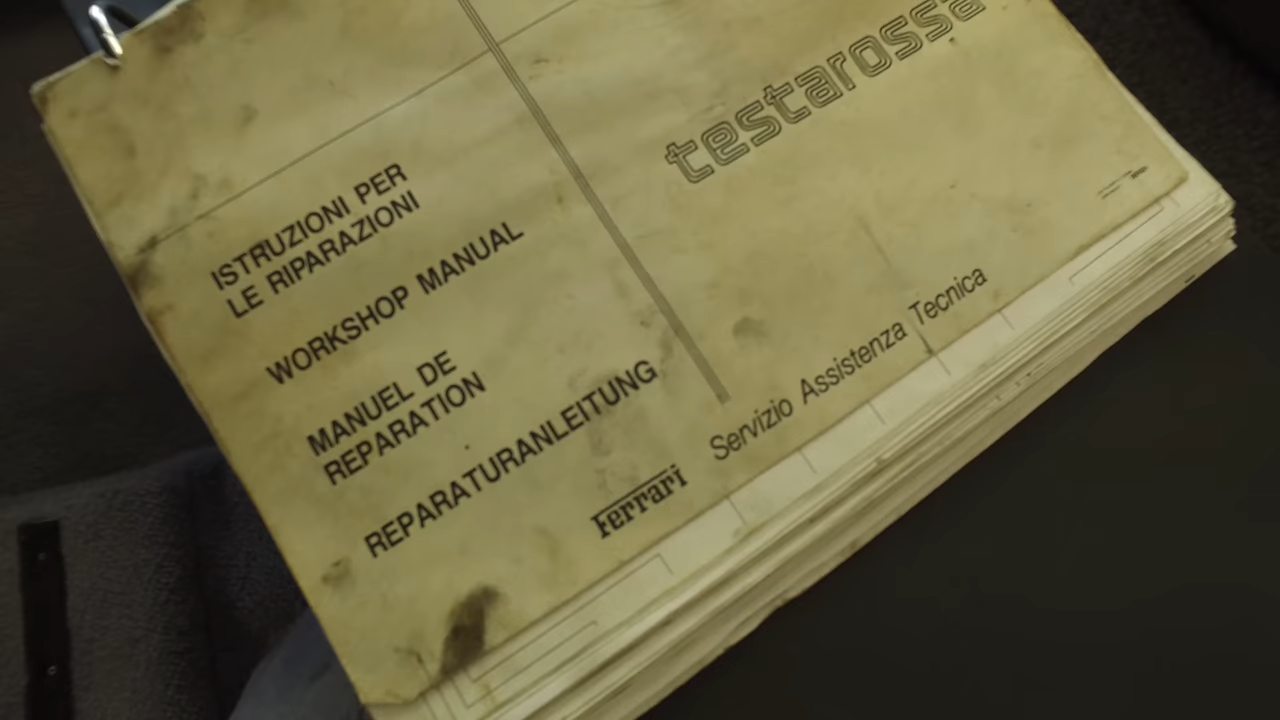 testarossa
ISTRUZIONI PER
LE RIPARAZIONI
WORKSHOP MANUAL
MANUEL DE
REPARATION
REPARATURANLEITUNG
Ferrari Servizio Assistenza Tecnica